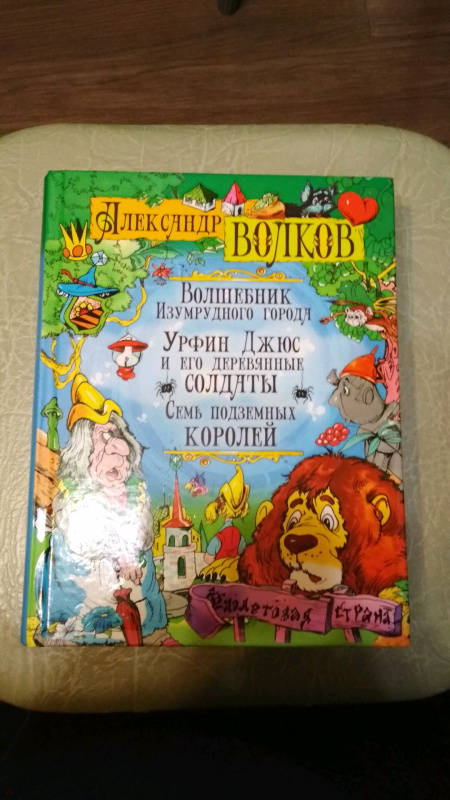 Александр
ВОЛКОВ
Волшебник
Изумрудного города
Урфин Джюс
и его деревянные
солдаты
Семь подземных
королей
Фиолетовая страна